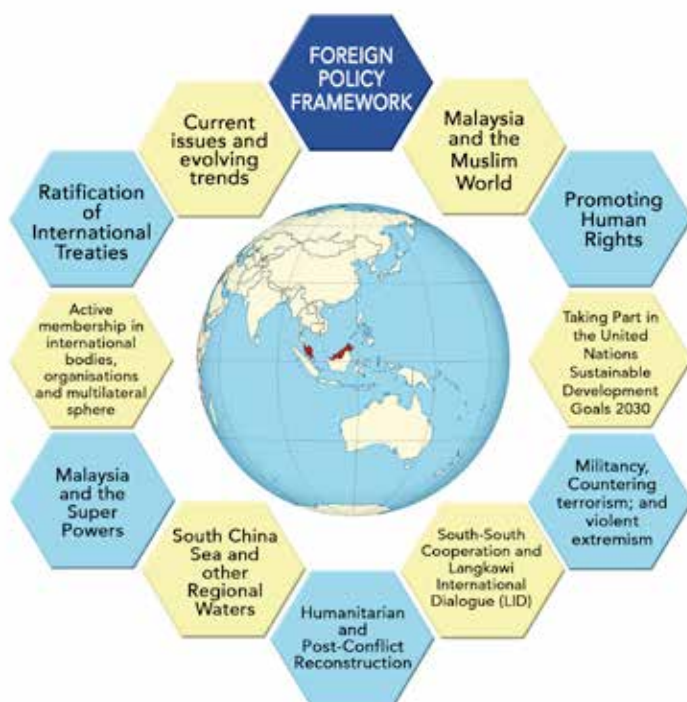 FOREIGN
POLICY
FRAMEWORK
Malaysia
and the
Muslim
World
Promoting
Human
Rights
Taking Part in
the United
Nations
Sustainable
Development
Goals 2030
Militancy,
Countering
terrorism; and
violent
extremism
South-South
Cooperation and
Langkawi
International
Dialogue (LID)
Humanitarian
and
Post-Conflict
Reconstruction
South China
Sea and
other
Regional
Waters
Malaysia
and the
Super
Powers
Active
membership in
international
bodies,
organisations
and multilateral
sphere
Ratification
of
International
Treaties
Current
issues and
evolving
trends